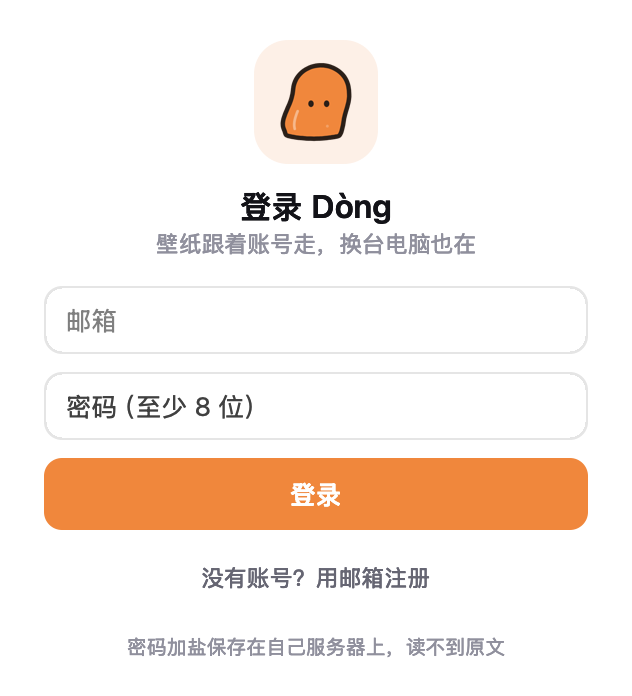 登录 Dòng
壁纸跟着账号走，换台电脑也在
邮箱
密码（至少 8 位）
登录
没有账号？用邮箱注册
密码加盐保存在自己服务器上，读不到原文